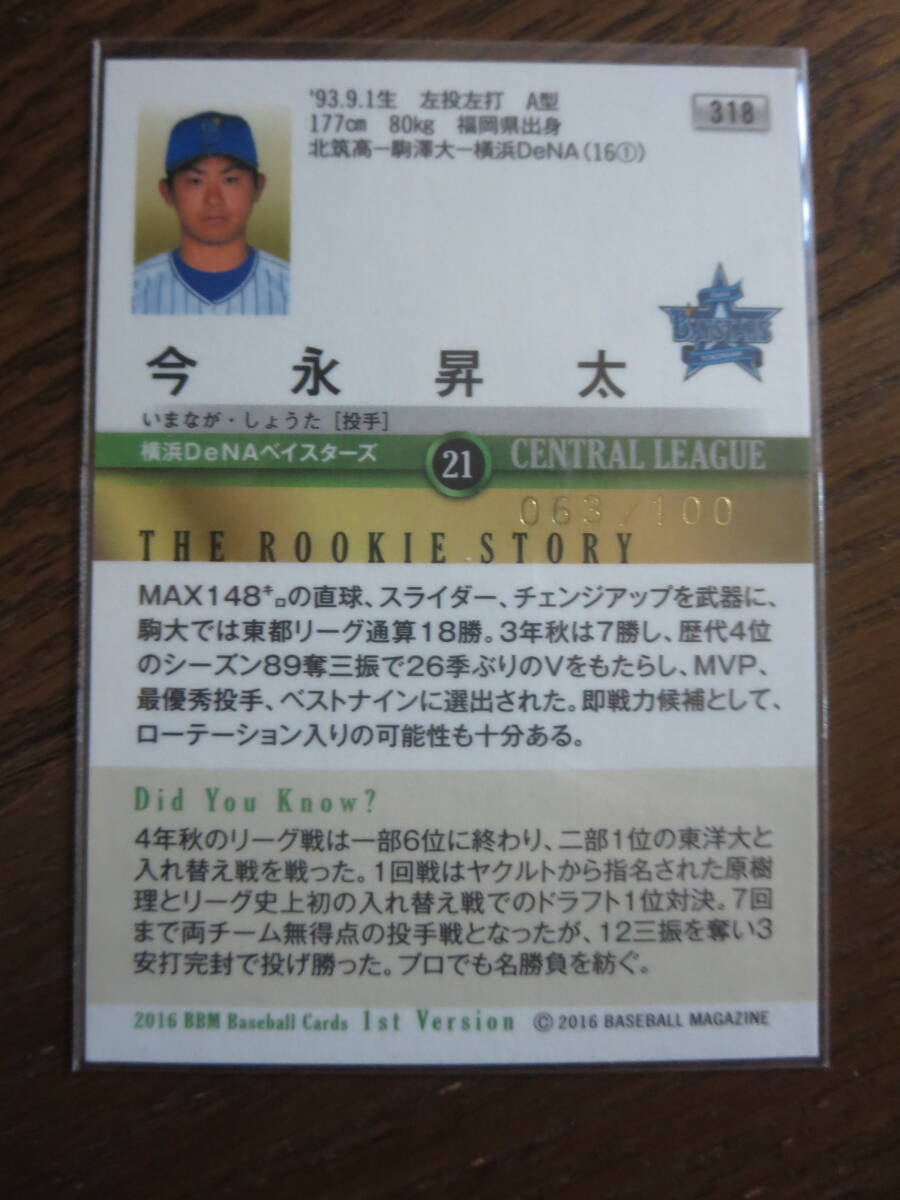 '93.9.1生 左投左打 A型
177cm 80kg 福岡県出身
北筑高ー駒澤大ー横浜DeNA(16①)
318
BAYSTARS
今永昇太
いまなが・しょうた [投手]
横浜DeNAベイスターズ 21 CENTRAL LEAGUE
063/100
THE ROOKIE STORY
MAX148㌔の直球、スライダー、チェンジアップを武器に、
駒大では東都リーグ通算18勝。3年秋は7勝し、歴代4位
のシーズン89奪三振で26季ぶりのVをもたらし、MVP、
最優秀投手、ベストナインに選出された。即戦力候補として、
ローテーション入りの可能性も十分ある。
Did You Know?
4年秋のリーグ戦は一部6位に終わり、二部1位の東洋大と
入れ替え戦を戦った。1回戦はヤクルトから指名された原樹
理とリーグ史上初の入れ替え戦でのドラフト1位対決。7回
まで両チーム無得点の投手戦となったが、12三振を奪い3
安打完封で投げ勝った。プロでも名勝負を紡ぐ。
2016 BBM Baseball Cards 1st Version © 2016 BASEBALL MAGAZINE